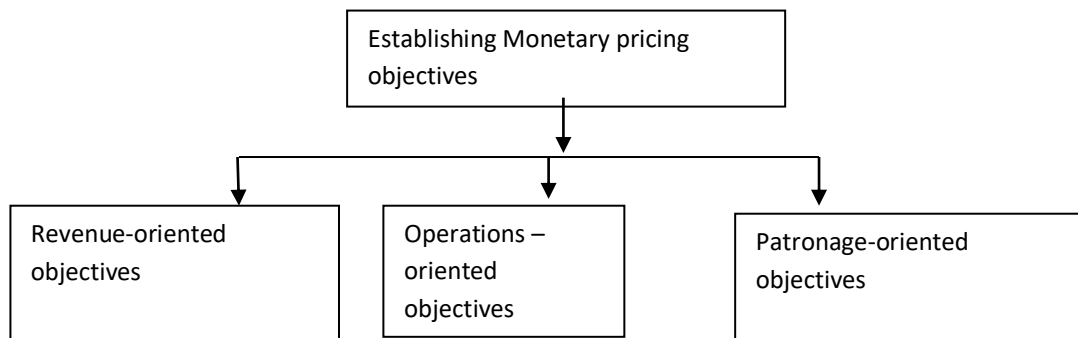 Establishing Monetary pricing
objectives
Revenue-oriented
objectives
Operations –
oriented
objectives
Patronage-oriented
objectives